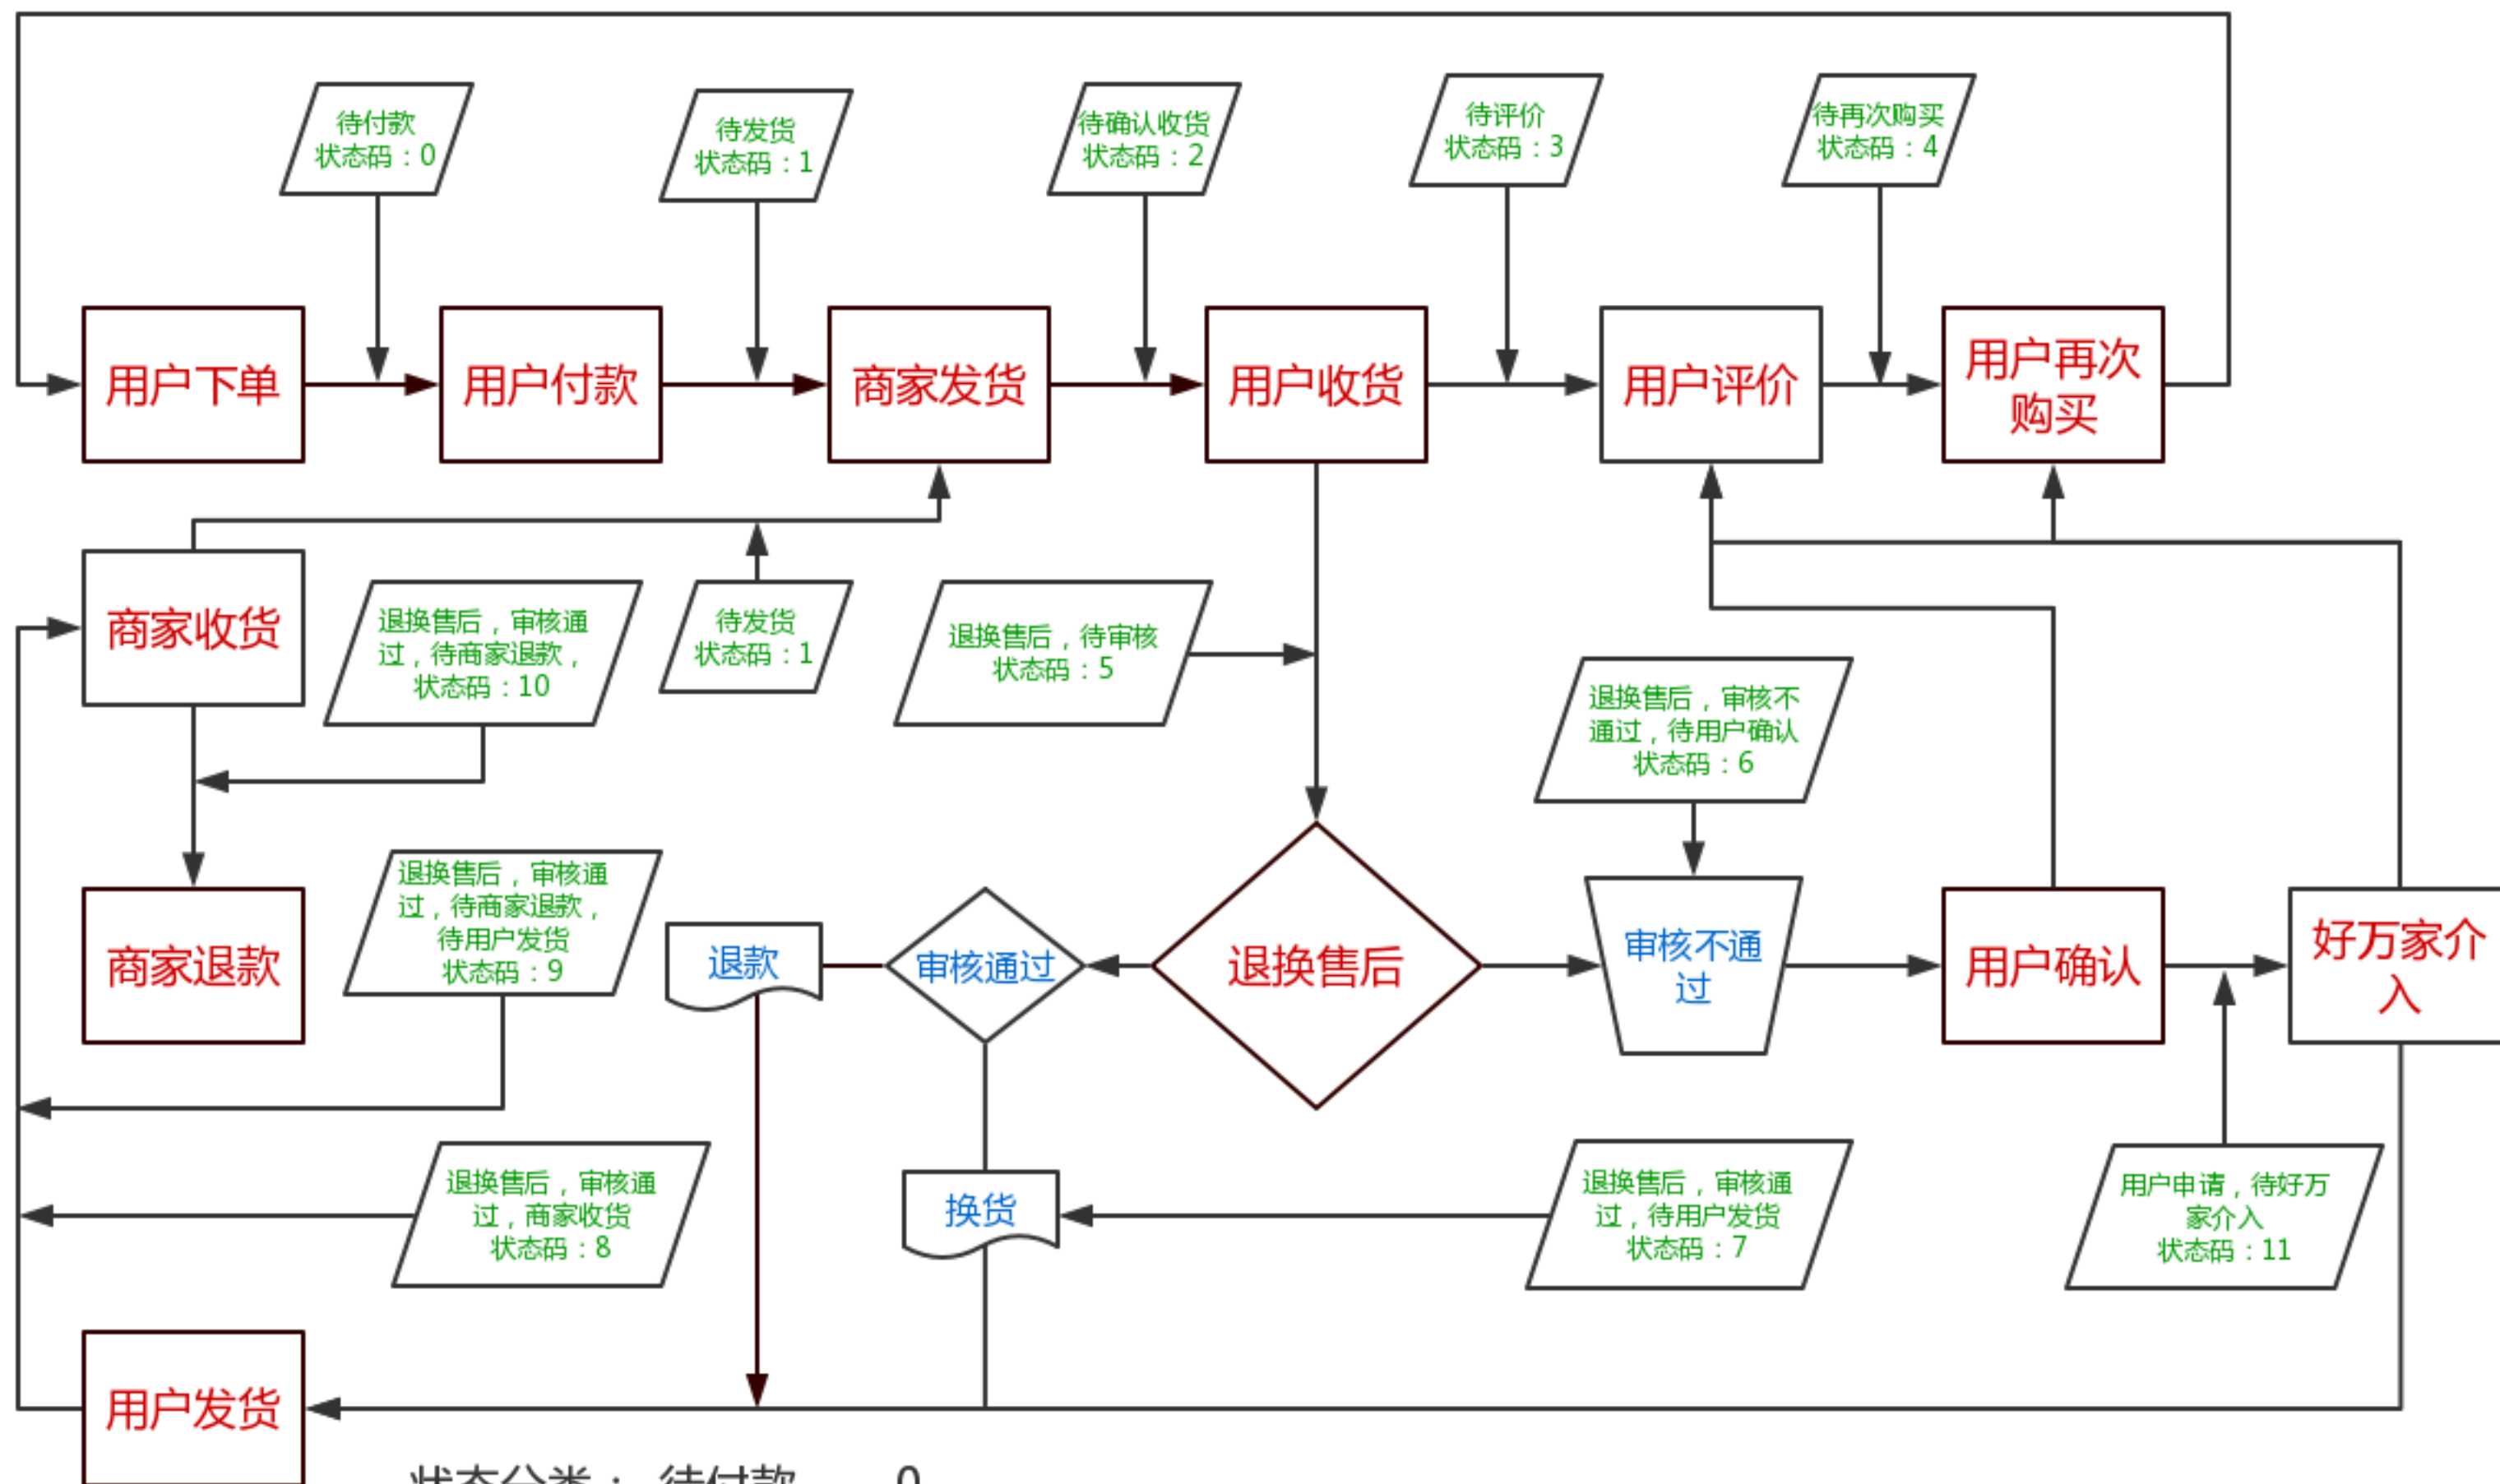 待付款
状态码：0
待发货
状态码：1
待确认收货
状态码：2
待评价
状态码：3
待再次购买
状态码：4
用户下单
用户付款
商家发货
用户收货
用户评价
用户再次
购买
商家收货
退换售后，审核通
过，待商家退款，
状态码：10
待发货
状态码：1
退换售后，待审核
状态码：5
退换售后，审核不
通过，待用户确认
状态码：6
商家退款
退换售后，审核通
过，待商家退款，
待用户发货
状态码：9
退款
审核通过
退换售后
审核不通
过
用户确认
好万家介
入
退换售后，审核通
过，商家收货
状态码：8
换货
退换售后，审核通
过，待用户发货
状态码：7
用户申请，待好万
家介入
状态码：11
用户发货
状态分类： 待付款 0